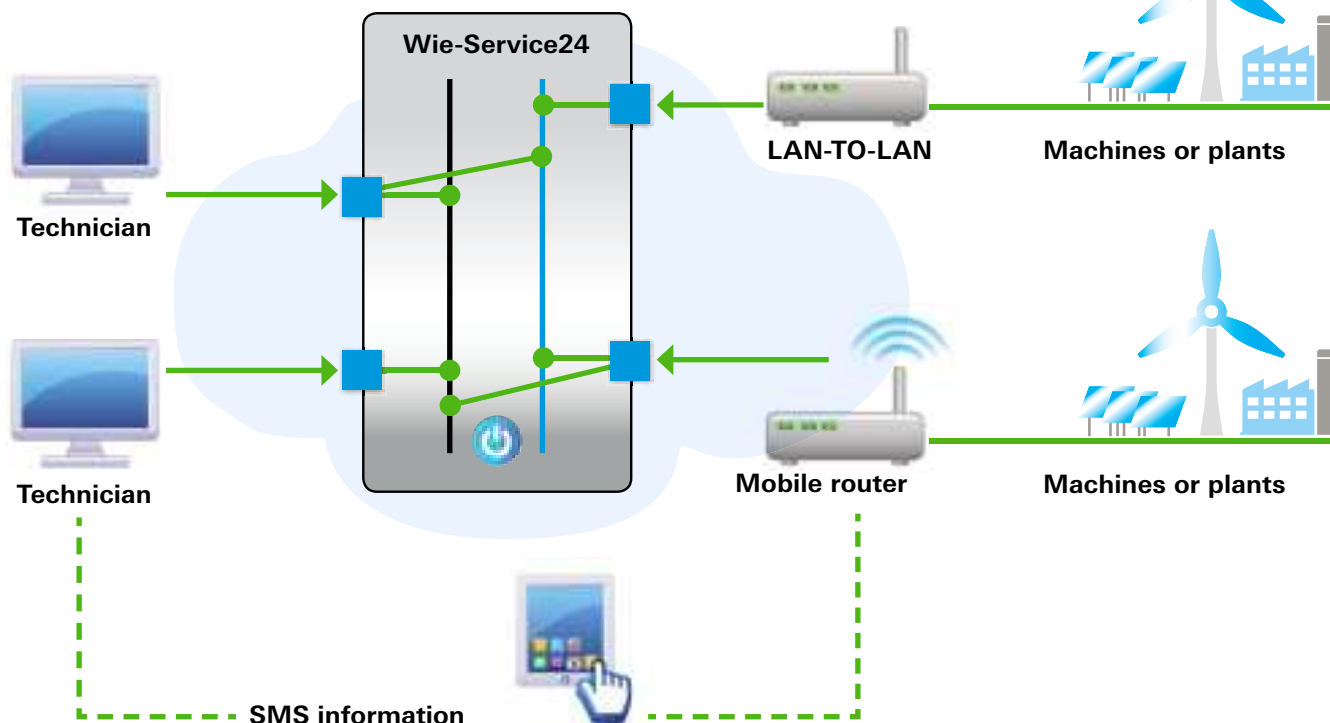 Wie-Service24
LAN-TO-LAN
Machines or plants
Technician
Technician
Mobile router
Machines or plants
SMS information